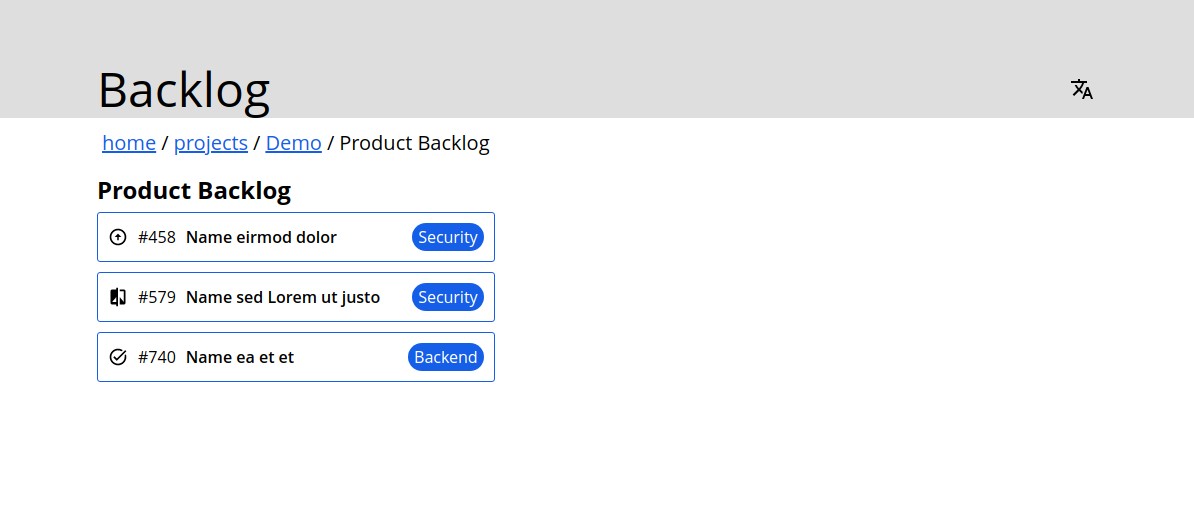 Backlog
home / projects / Demo / Product Backlog
Product Backlog
#458 Name eirmod dolor Security
#579 Name sed Lorem ut justo Security
#740 Name ea et et Backend